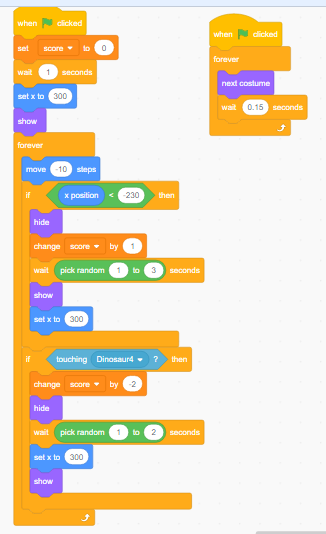 when clicked
set score to 0
wait 1 seconds
set x to 300
show
forever
move -10 steps
if x position < -230 then
hide
change score by 1
wait pick random 1 to 3 seconds
show
set x to 300
if touching Dinosaur4 ? then
change score by -2
hide
wait pick random 1 to 2 seconds
set x to 300
show
when clicked
forever
next costume
wait 0.15 seconds